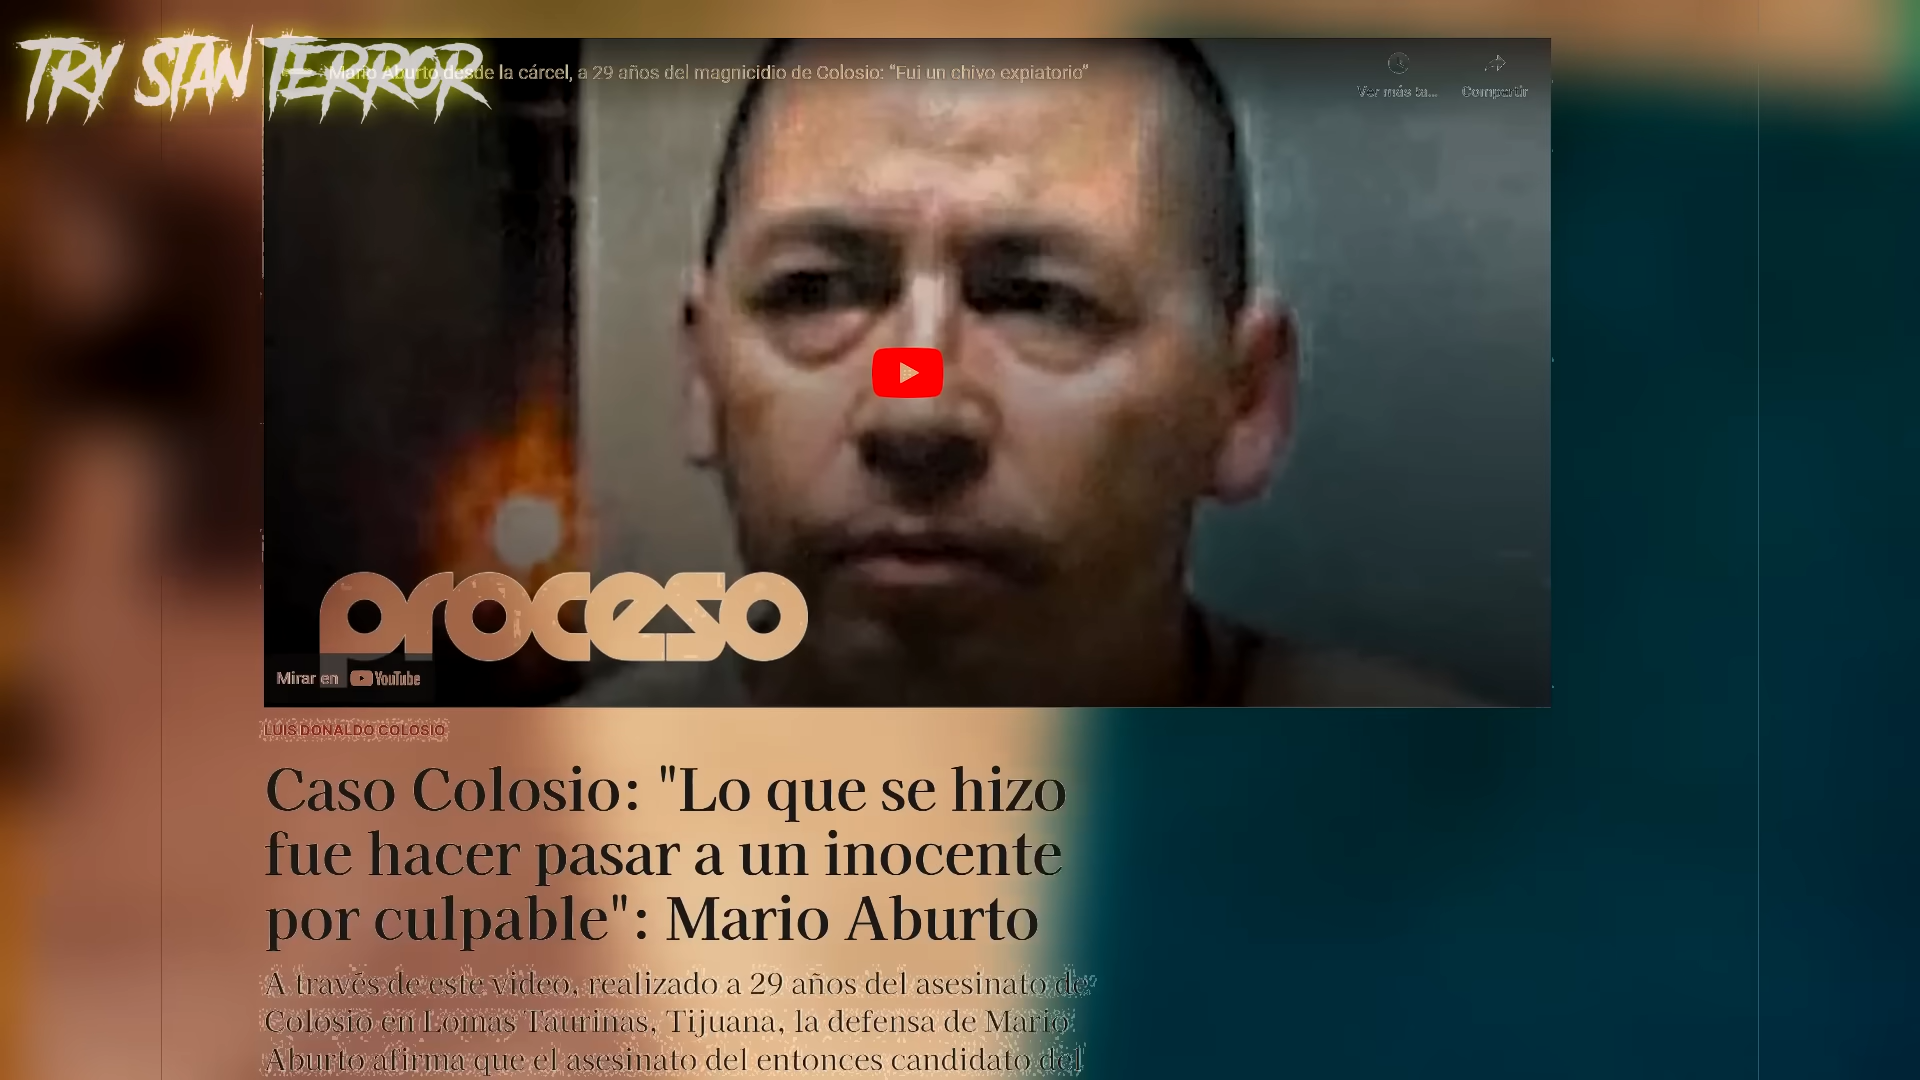 TRY STAN TERROR
Mario Aburto desde la cárcel, a 29 años del magnicidio de Colosio: “Fui un chivo expiatorio”
Ver más ta...
Compartir
proceso
Mirar en YouTube
LUIS DONALDO COLOSIO
Caso Colosio: "Lo que se hizo
fue hacer pasar a un inocente
por culpable": Mario Aburto
A través de este video, realizado a 29 años del asesinato de
Colosio en Lomas Taurinas, Tijuana, la defensa de Mario
Aburto afirma que el asesinato del entonces candidato del